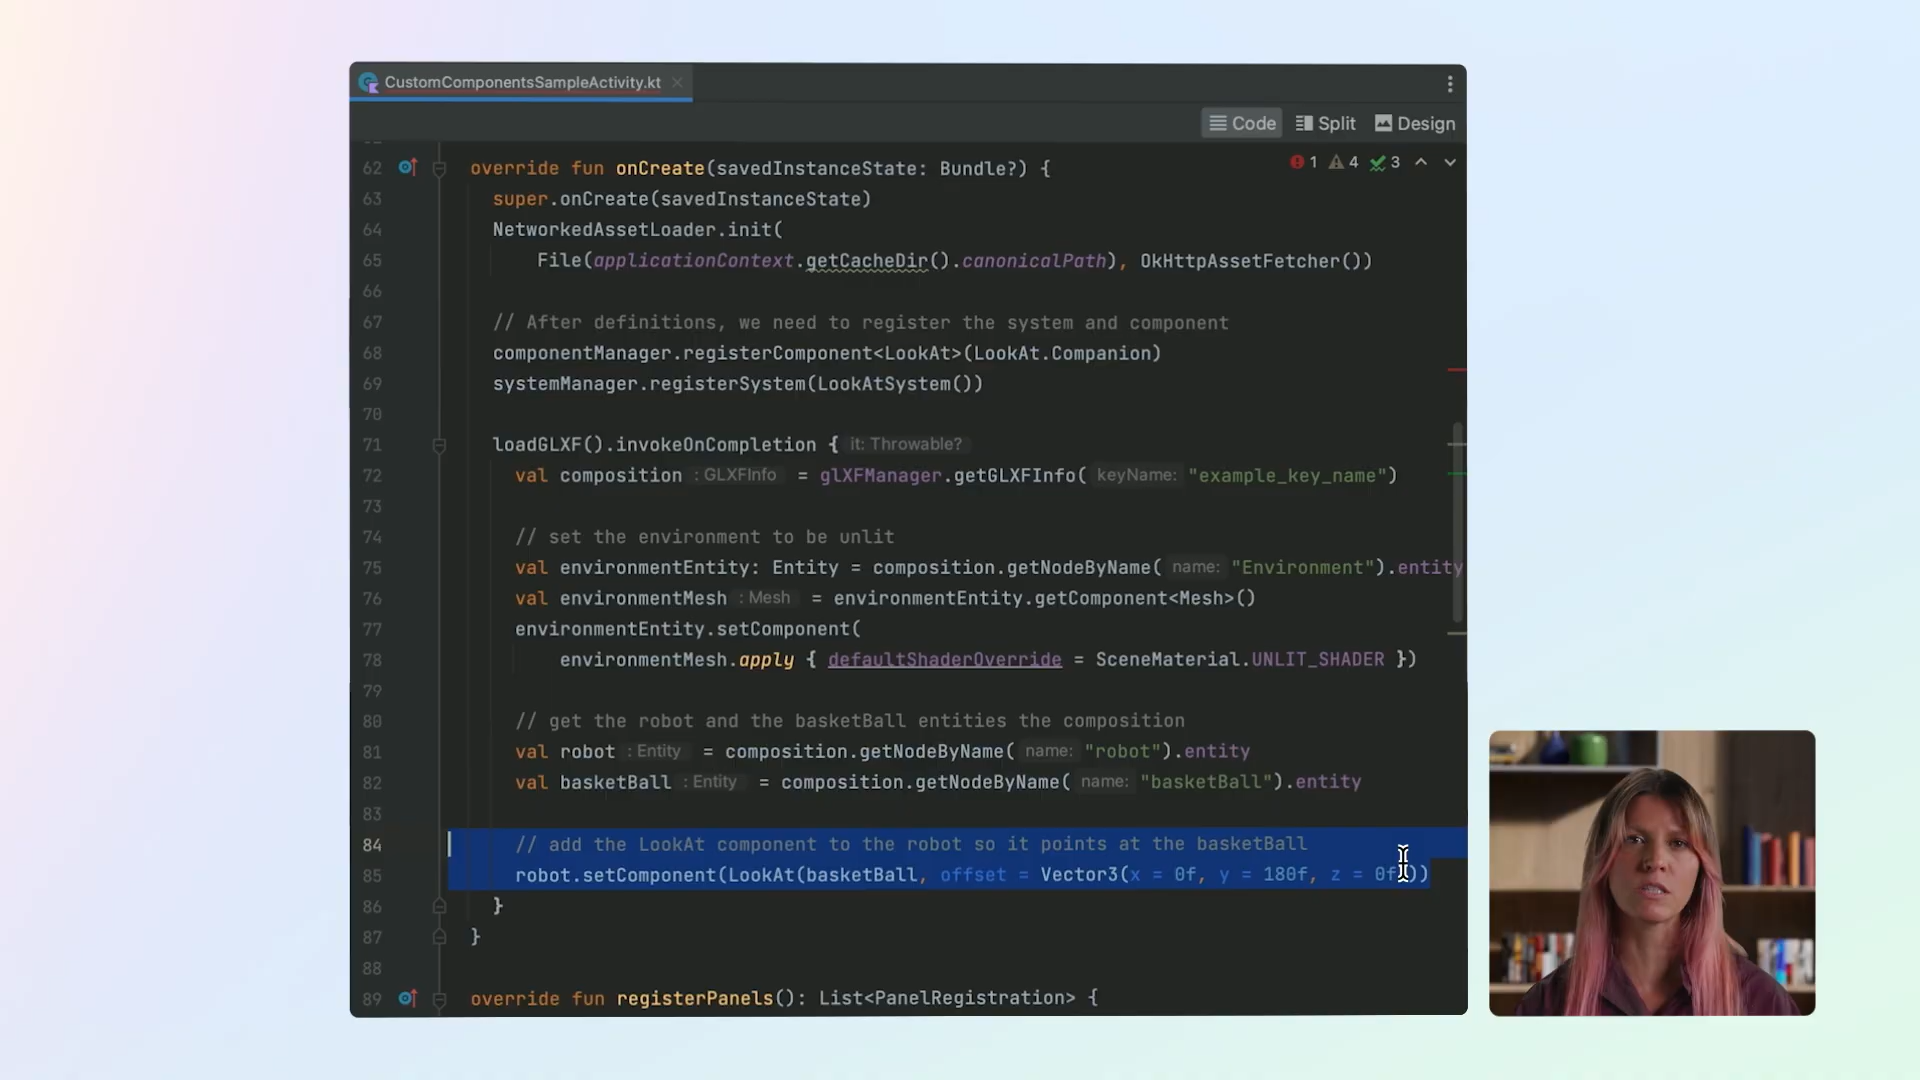 CustomComponentsSampleActivity.kt
Code Split Design
62 override fun onCreate(savedInstanceState: Bundle?) { 1 4 3
63 super.onCreate(savedInstanceState)
64 NetworkedAssetLoader.init(
65 File(applicationContext.getCacheDir().canonicalPath), OkHttpAssetFetcher())
66
67 // After definitions, we need to register the system and component
68 componentManager.registerComponent<LookAt>(LookAt.Companion)
69 systemManager.registerSystem(LookAtSystem())
70
71 loadGLXF().invokeOnCompletion { it: Throwable?
72 val composition : GLXFInfo = glXFManager.getGLXFInfo( keyName: "example_key_name")
73
74 // set the environment to be unlit
75 val environmentEntity: Entity = composition.getNodeByName( name: "Environment").entity
76 val environmentMesh : Mesh = environmentEntity.getComponent<Mesh>()
77 environmentEntity.setComponent(
78 environmentMesh.apply { defaultShaderOverride = SceneMaterial.UNLIT_SHADER })
79
80 // get the robot and the basketBall entities the composition
81 val robot : Entity = composition.getNodeByName( name: "robot").entity
82 val basketBall : Entity = composition.getNodeByName( name: "basketBall").entity
83
84 // add the LookAt component to the robot so it points at the basketBall
85 robot.setComponent(LookAt(basketBall, offset = Vector3(x = 0f, y = 180f, z = 0f)))
86 }
87 }
88
89 override fun registerPanels(): List<PanelRegistration> {